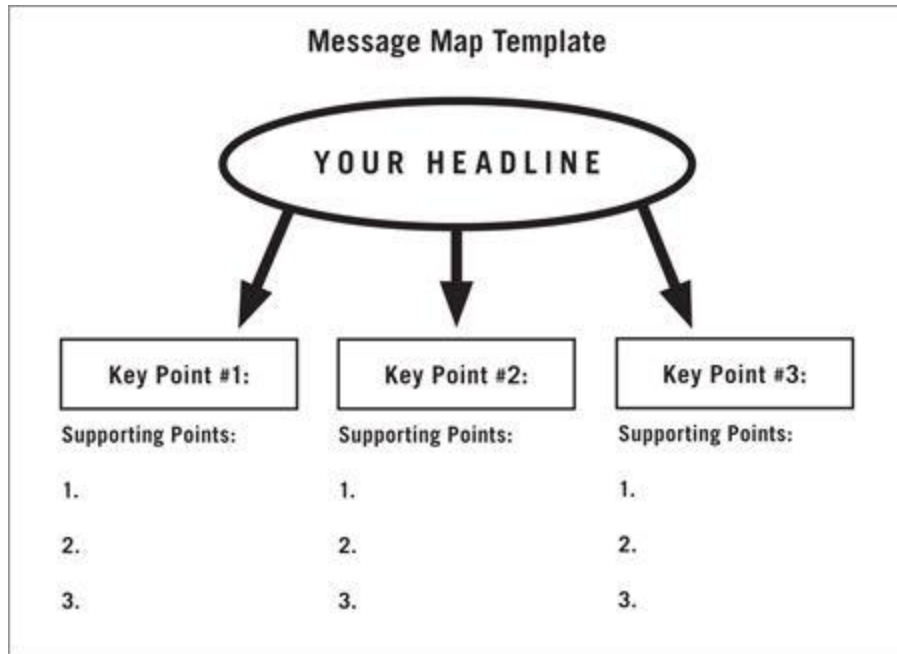 Message Map Template
YOUR HEADLINE
Key Point #1:
Supporting Points:
1.
2.
3.
Key Point #2:
Supporting Points:
1.
2.
3.
Key Point #3:
Supporting Points:
1.
2.
3.